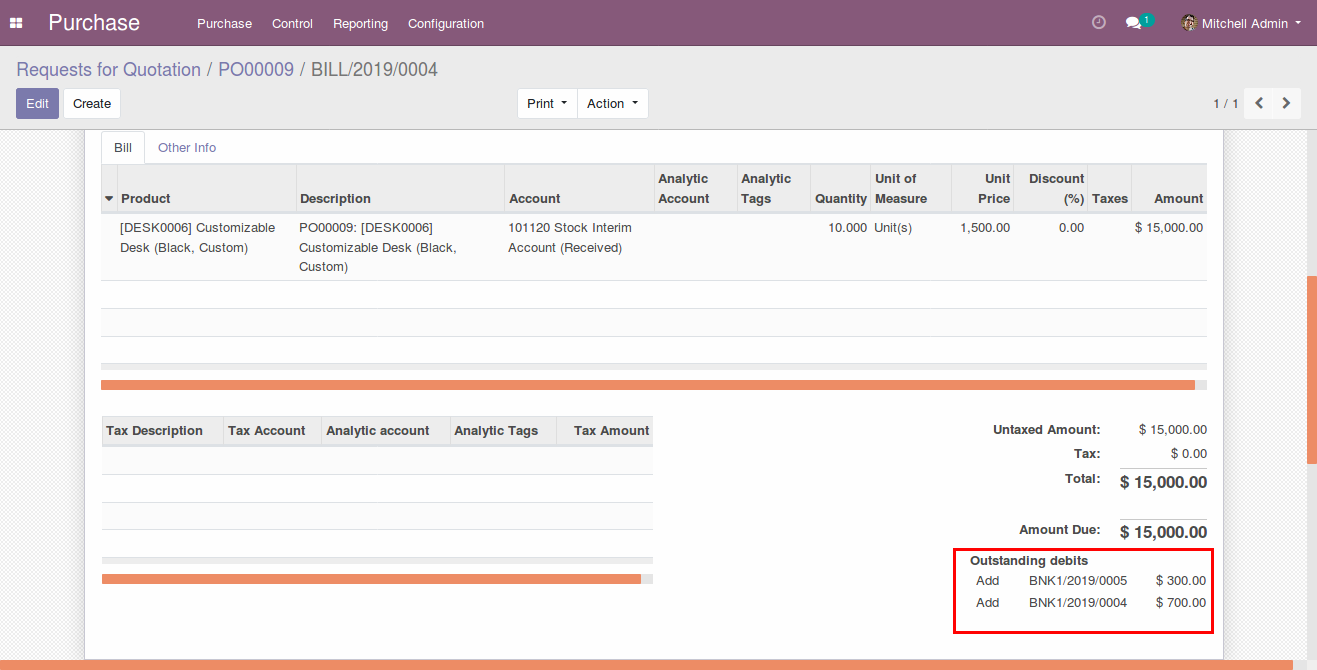 Purchase Purchase Control Reporting Configuration 1 Mitchell Admin
Requests for Quotation / PO00009 / BILL/2019/0004
Edit Create Print Action 1 / 1
Bill Other Info
Product Description Account Analytic Account Analytic Tags Quantity Unit of Measure Unit Price Discount (%) Taxes Amount
[DESK0006] Customizable PO00009: [DESK0006] 101120 Stock Interim 10.000 Unit(s) 1,500.00 0.00 $ 15,000.00
Desk (Black, Custom) Customizable Desk (Black, Account (Received)
Custom)
Tax Description Tax Account Analytic account Analytic Tags Tax Amount
Untaxed Amount: $ 15,000.00
Tax: $ 0.00
Total: $ 15,000.00
Amount Due: $ 15,000.00
Outstanding debits
Add BNK1/2019/0005 $ 300.00
Add BNK1/2019/0004 $ 700.00